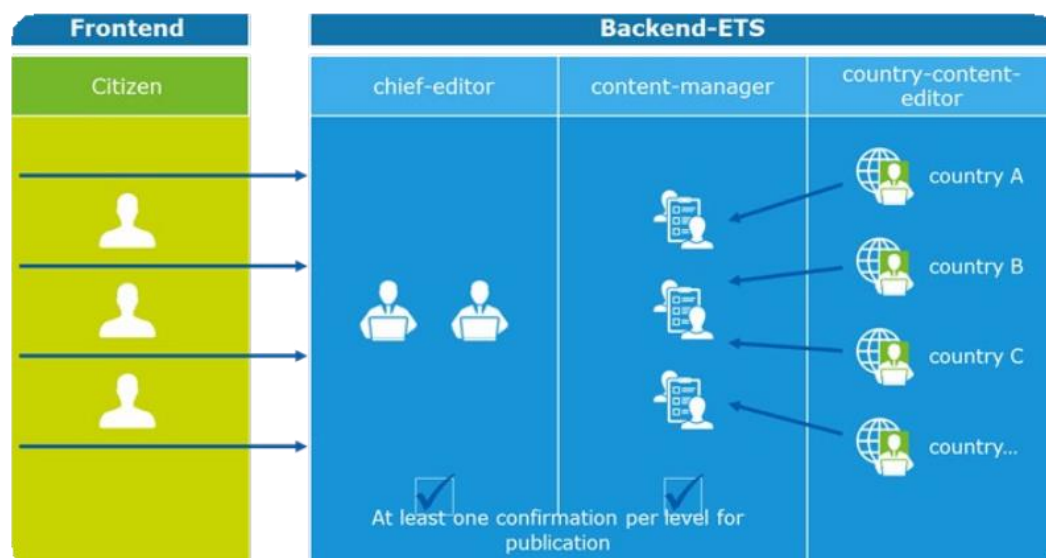 Frontend
Backend-ETS
Citizen
chief-editor
content-manager
country-content-
editor
country A
country B
country C
country...
At least one confirmation per level for
publication